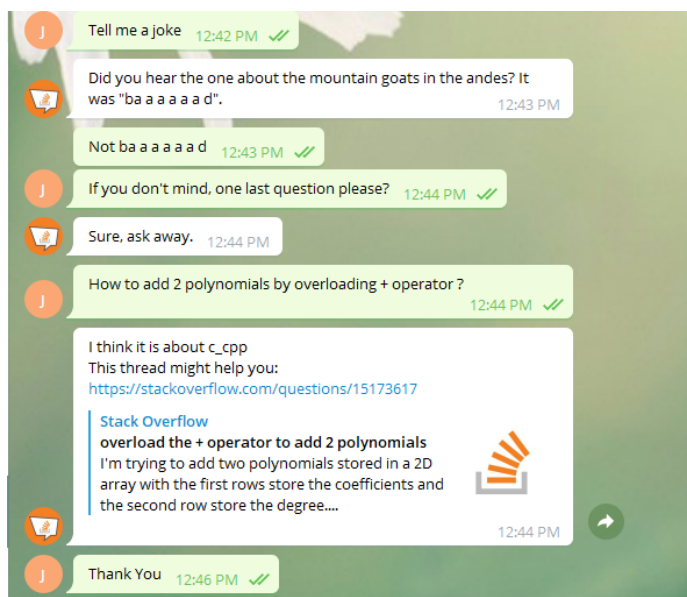 J
Tell me a joke 12:42 PM
Did you hear the one about the mountain goats in the andes? It
was "ba a a a a a d".
12:43 PM
Not ba a a a a a d 12:43 PM
J
If you don't mind, one last question please? 12:44 PM
Sure, ask away. 12:44 PM
J
How to add 2 polynomials by overloading + operator ?
12:44 PM
I think it is about c_cpp
This thread might help you:
https://stackoverflow.com/questions/15173617
Stack Overflow
overload the + operator to add 2 polynomials
I'm trying to add two polynomials stored in a 2D
array with the first rows store the coefficients and
the second row store the degree....
12:44 PM
J
Thank You 12:46 PM